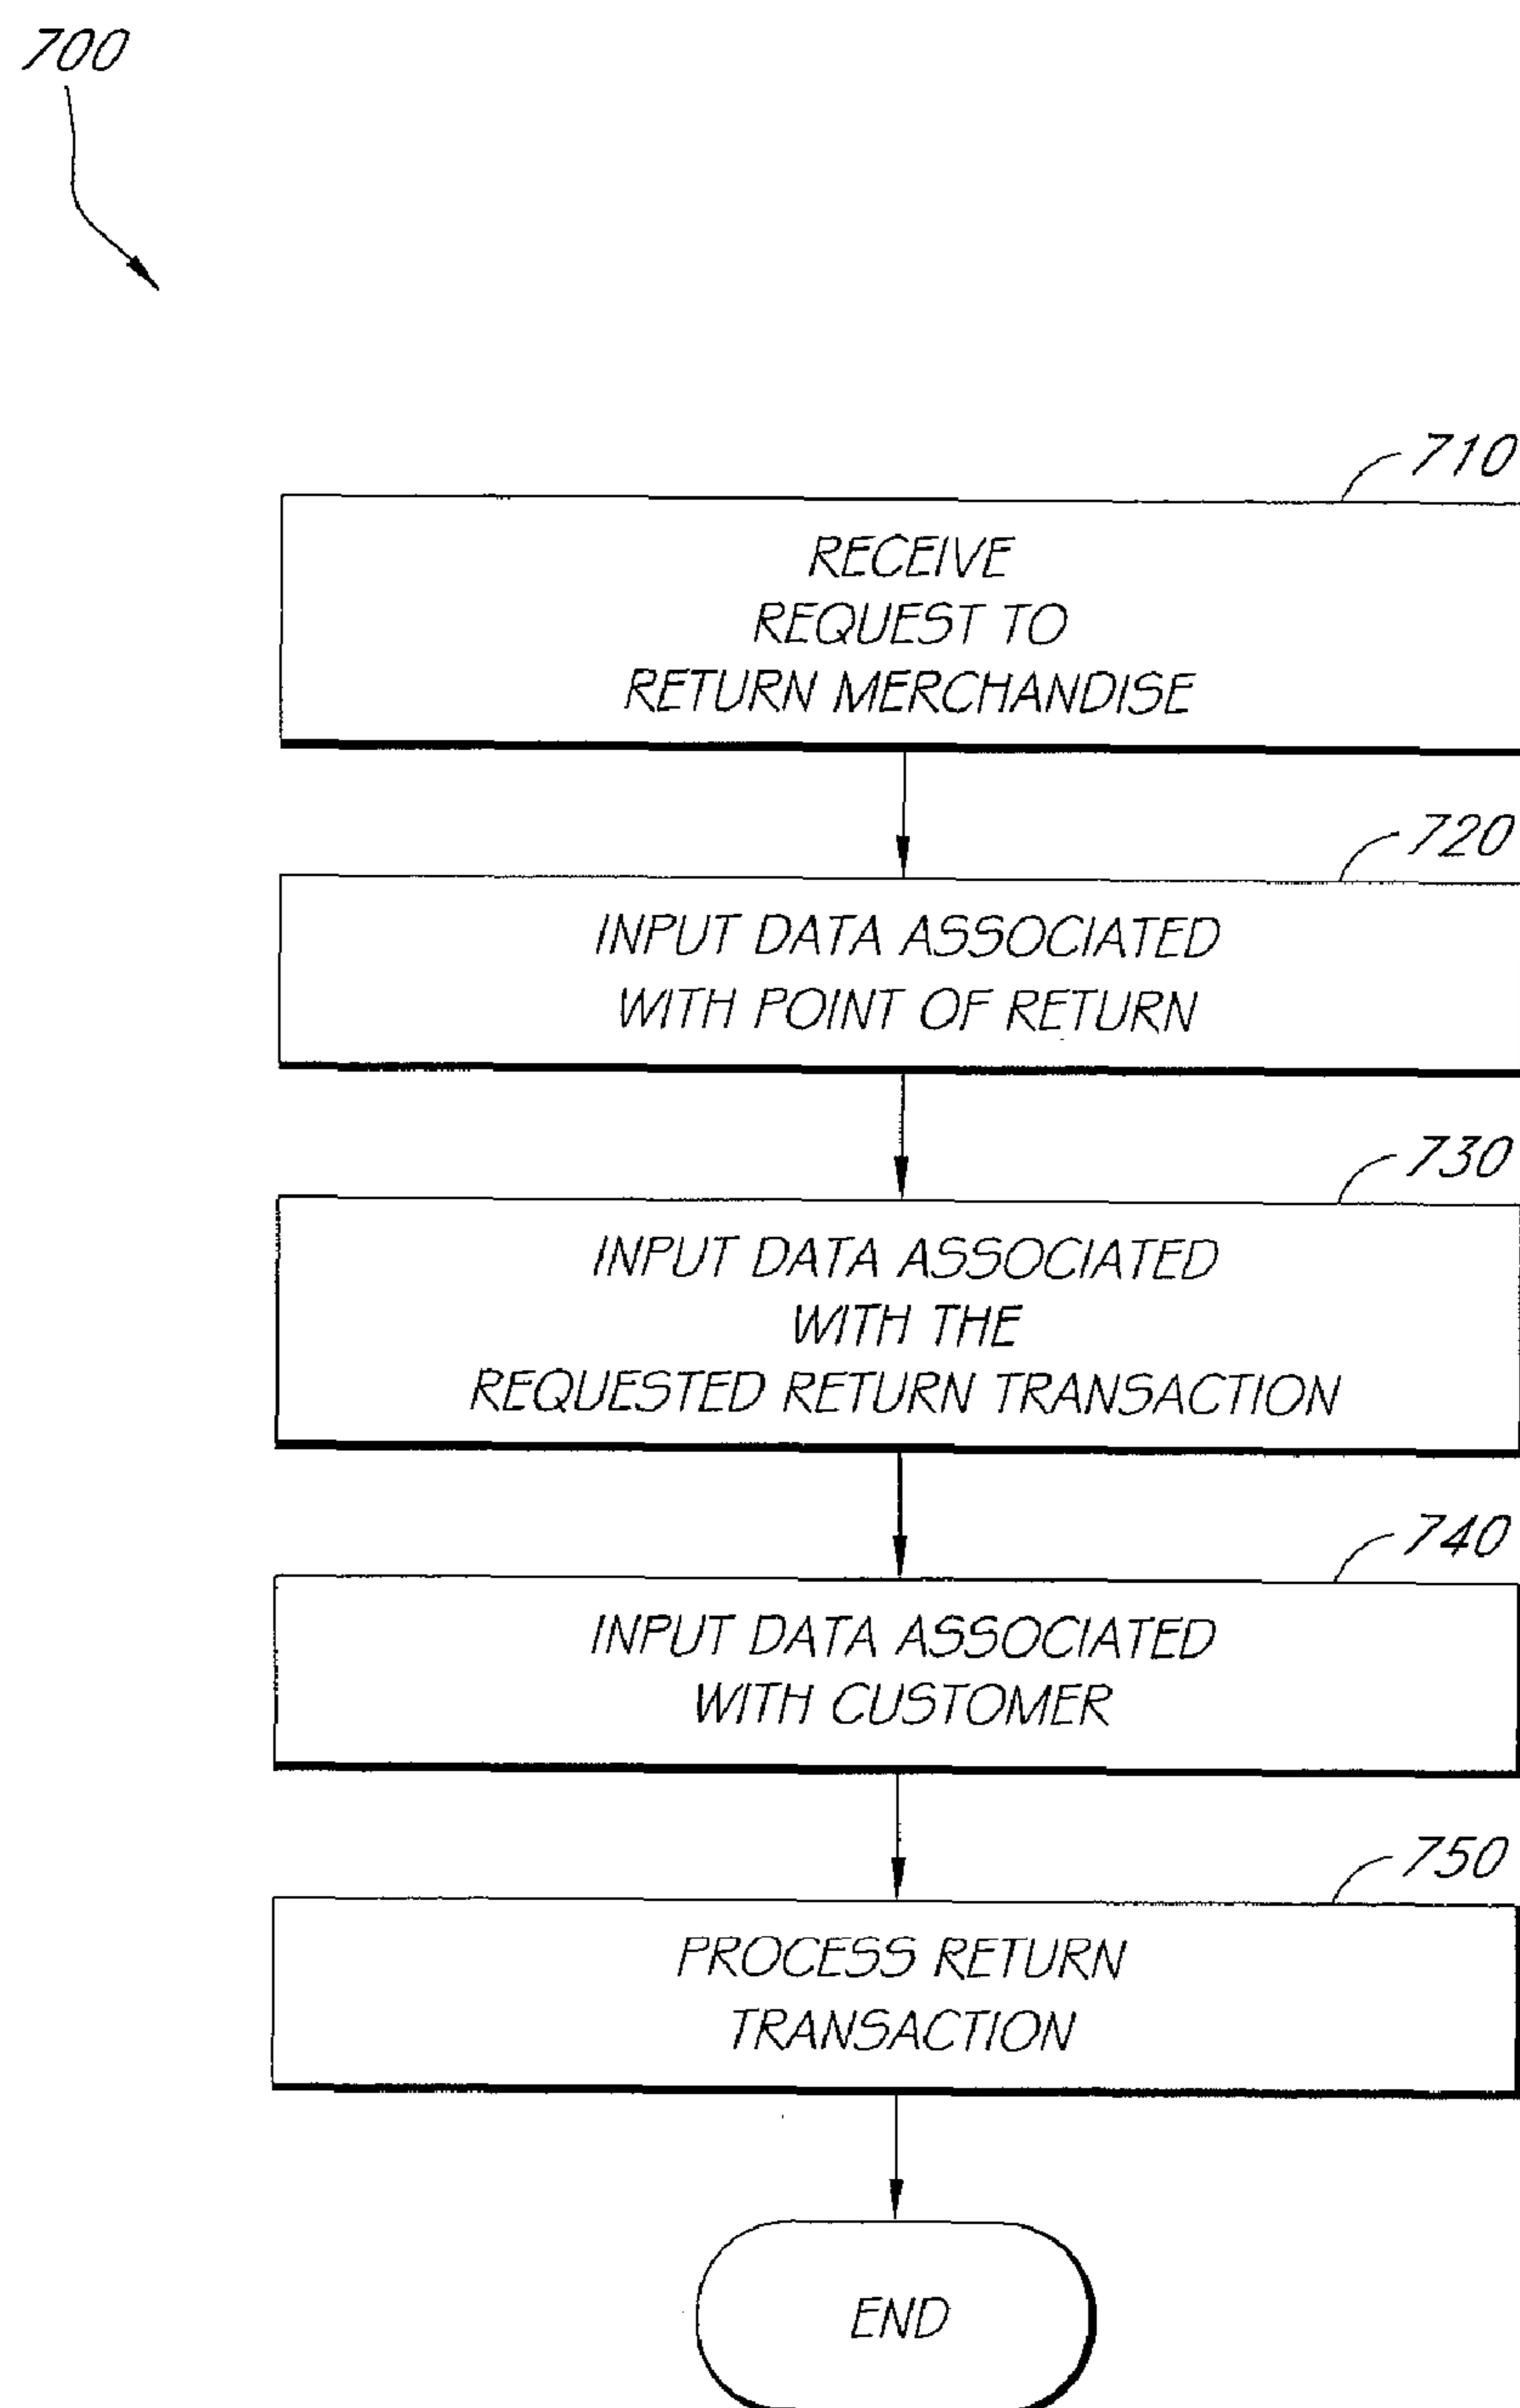 700
710
RECEIVE
REQUEST TO
RETURN MERCHANDISE
720
INPUT DATA ASSOCIATED
WITH POINT OF RETURN
730
INPUT DATA ASSOCIATED
WITH THE
REQUESTED RETURN TRANSACTION
740
INPUT DATA ASSOCIATED
WITH CUSTOMER
750
PROCESS RETURN
TRANSACTION
END